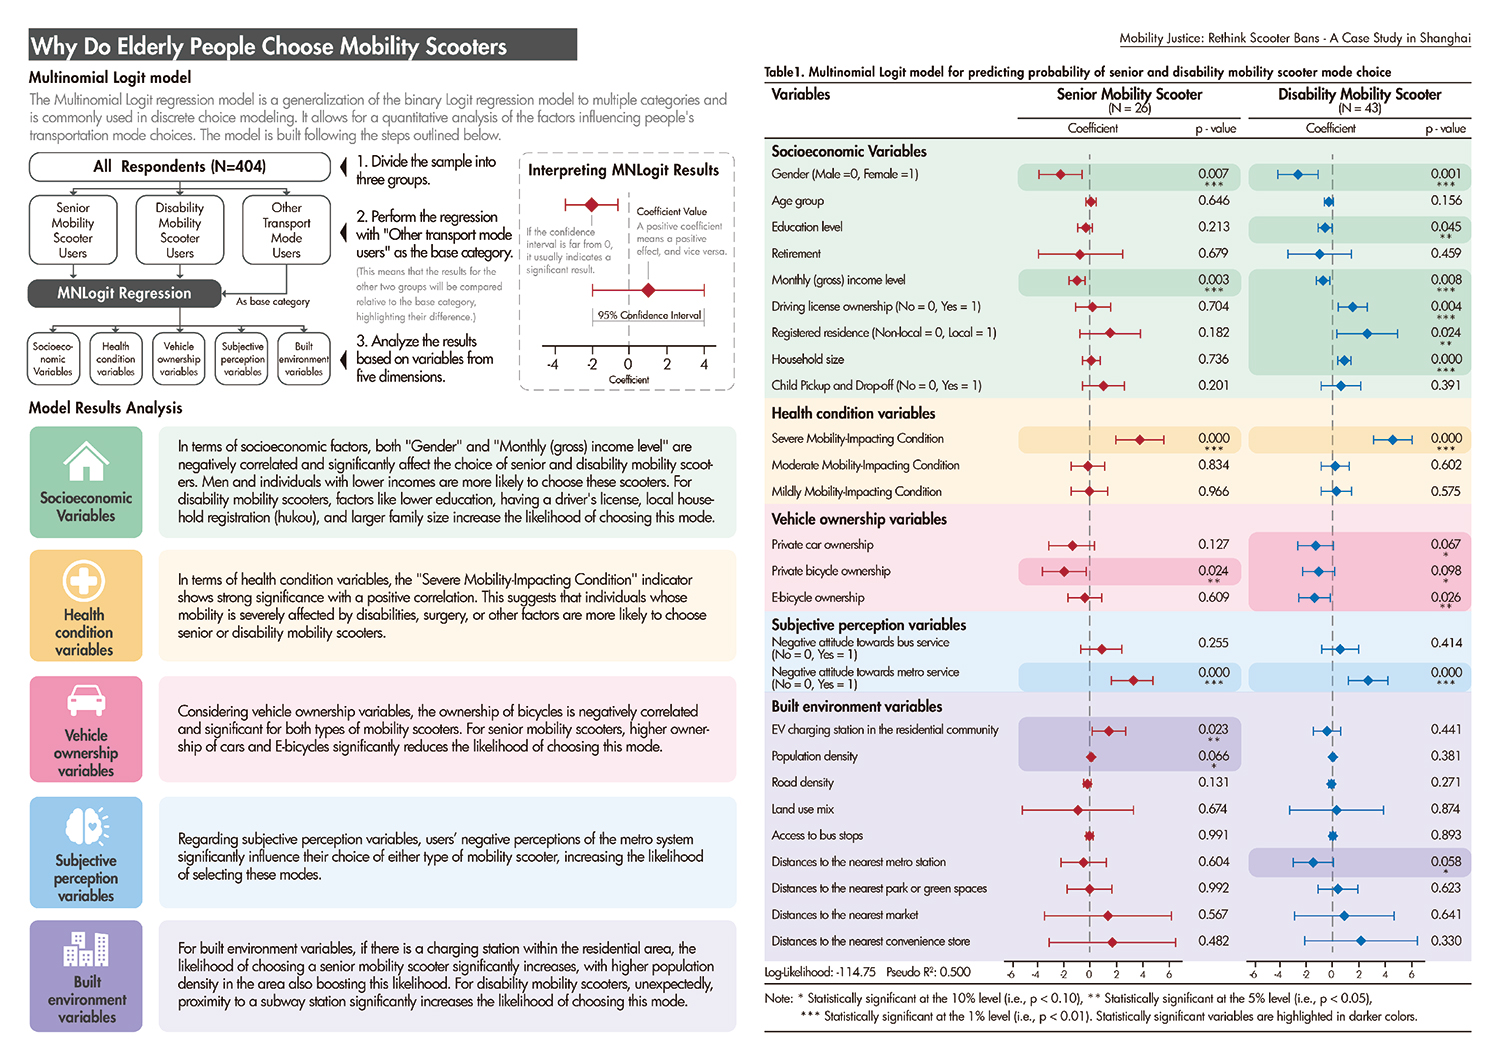 Why Do Elderly People Choose Mobility Scooters
Mobility Justice: Rethink Scooter Bans - A Case Study in Shanghai
Multinomial Logit model
The Multinomial Logit regression model is a generalization of the binary Logit regression model to multiple categories and
is commonly used in discrete choice modeling. It allows for a quantitative analysis of the factors influencing people's
transportation mode choices. The model is built following the steps outlined below.
All Respondents (N=404)
Senior
Mobility
Scooter
Users
Disability
Mobility
Scooter
Users
Other
Transport
Mode
Users
MNLogit Regression
As base category
Socioeco-
nomic
Variables
Health
condition
variables
Vehicle
ownership
variables
Subjective
perception
variables
Built
environment
variables
1. Divide the sample into
three groups.
2. Perform the regression
with "Other transport mode
users" as the base category.
(This means that the results for the
other two groups will be compared
relative to the base category,
highlighting their difference.)
3. Analyze the results
based on variables from
five dimensions.
Interpreting MNLogit Results
Coefficient Value
A positive coefficient
means a positive
effect, and vice versa.
If the confidence
interval is far from 0,
it usually indicates a
significant result.
95% Confidence Interval
-4 -2 0 2 4
Coefficient
Model Results Analysis
Socioeconomic
Variables
In terms of socioeconomic factors, both "Gender" and "Monthly (gross) income level" are
negatively correlated and significantly affect the choice of senior and disability mobility scoot-
ers. Men and individuals with lower incomes are more likely to choose these scooters. For
disability mobility scooters, factors like lower education, having a driver's license, local house-
hold registration (hukou), and larger family size increase the likelihood of choosing this mode.
Health
condition
variables
In terms of health condition variables, the "Severe Mobility-Impacting Condition" indicator
shows strong significance with a positive correlation. This suggests that individuals whose
mobility is severely affected by disabilities, surgery, or other factors are more likely to choose
senior or disability mobility scooters.
Vehicle
ownership
variables
Considering vehicle ownership variables, the ownership of bicycles is negatively correlated
and significant for both types of mobility scooters. For senior mobility scooters, higher owner-
ship of cars and E-bicycles significantly reduces the likelihood of choosing this mode.
Subjective
perception
variables
Regarding subjective perception variables, users' negative perceptions of the metro system
significantly influence their choice of either type of mobility scooter, increasing the likelihood
of selecting these modes.
Built
environment
variables
For built environment variables, if there is a charging station within the residential area, the
likelihood of choosing a senior mobility scooter significantly increases, with higher population
density in the area also boosting this likelihood. For disability mobility scooters, unexpectedly,
proximity to a subway station significantly increases the likelihood of choosing this mode.
Table1. Multinomial Logit model for predicting probability of senior and disability mobility scooter mode choice
Variables Senior Mobility Scooter Disability Mobility Scooter
(N = 26) (N = 43)
Coefficient p - value Coefficient p - value
Socioeconomic Variables
Gender (Male =0, Female =1) 0.007 *** 0.001 ***
Age group 0.646 0.156
Education level 0.213 0.045 **
Retirement 0.679 0.459
Monthly (gross) income level 0.003 *** 0.008 ***
Driving license ownership (No = 0, Yes = 1) 0.704 0.004 ***
Registered residence (Non-local = 0, Local = 1) 0.182 0.024 **
Household size 0.736 0.000 ***
Child Pickup and Drop-off (No = 0, Yes = 1) 0.201 0.391
Health condition variables
Severe Mobility-Impacting Condition 0.000 *** 0.000 ***
Moderate Mobility-Impacting Condition 0.834 0.602
Mildly Mobility-Impacting Condition 0.966 0.575
Vehicle ownership variables
Private car ownership 0.127 0.067 *
Private bicycle ownership 0.024 ** 0.098 *
E-bicycle ownership 0.609 0.026 **
Subjective perception variables
Negative attitude towards bus service 0.255 0.414
(No = 0, Yes = 1)
Negative attitude towards metro service 0.000 *** 0.000 ***
(No = 0, Yes = 1)
Built environment variables
EV charging station in the residential community 0.023 ** 0.441
Population density 0.066 * 0.381
Road density 0.131 0.271
Land use mix 0.674 0.874
Access to bus stops 0.991 0.893
Distances to the nearest metro station 0.604 0.058 *
Distances to the nearest park or green spaces 0.992 0.623
Distances to the nearest market 0.567 0.641
Distances to the nearest convenience store 0.482 0.330
Log-Likelihood: -114.75 Pseudo R²: 0.500 -6 -4 -2 0 2 4 6 -6 -4 -2 0 2 4 6
Note: * Statistically significant at the 10% level (i.e., p < 0.10), ** Statistically significant at the 5% level (i.e., p < 0.05),
*** Statistically significant at the 1% level (i.e., p < 0.01). Statistically significant variables are highlighted in darker colors.